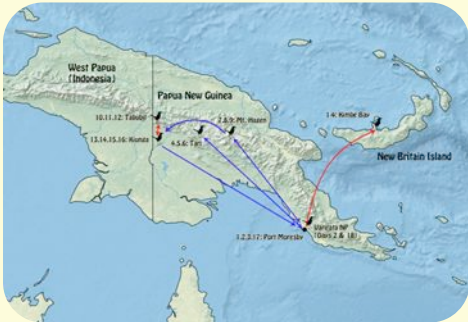 West Papua
(Indonesia)
Papua New Guinea
10,11,12: Tabubil
2,8,9: Mt. Hagen
14: Kimbe Bay
13,14,15,16: Kiunga
4,5,6: Tari
New Britain Island
Varirata NP
(Days 2 & 18)
1,2,3,17: Port Moresby